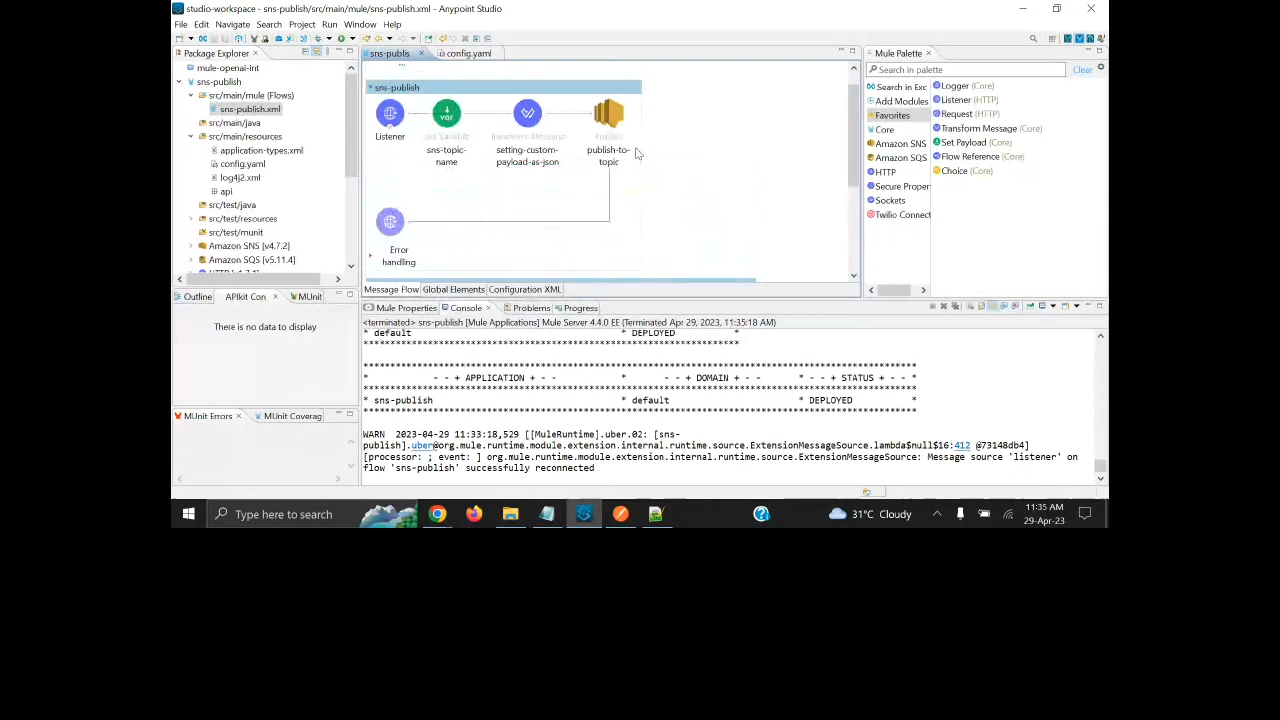 studio-workspace - sns-publish/src/main/mule/sns-publish.xml - Anypoint Studio
File Edit Navigate Search Project Run Window Help
Package Explorer
mule-openai-int
sns-publish
src/main/mule (Flows)
sns-publish.xml
src/main/java
src/main/resources
application-types.xml
config.yaml
log4j2.xml
api
src/test/java
src/test/resources
src/test/munit
Amazon SNS [v4.7.2]
Amazon SQS [v5.11.4]
Outline APIkit Con MUnit
There is no data to display
MUnit Errors MUnit Coverag
sns-publis config.yaml
sns-publish
Listener
Set Variable
sns-topic-
name
Transform Message
setting-custom-
payload-as-json
Publish
publish-to-
topic
Error
handling
Message Flow Global Elements Configuration XML
Mule Palette
Search in palette Clear
Search in Exc
Add Modules
Favorites
Core
Amazon SNS
Amazon SQS
HTTP
Secure Proper
Sockets
Twilio Connect
Logger (Core)
Listener (HTTP)
Request (HTTP)
Transform Message (Core)
Set Payload (Core)
Flow Reference (Core)
Choice (Core)
Mule Properties Console Problems Progress
<terminated> sns-publish [Mule Applications] Mule Server 4.4.0 EE (Terminated Apr 29, 2023, 11:35:18 AM)
* default * DEPLOYED *
*******************************************************************
*******************************************************************************************************
* - - + APPLICATION + - - * - - + DOMAIN + - - * - - + STATUS + - - *
*******************************************************************************************************
* sns-publish * default * DEPLOYED *
*******************************************************************************************************
WARN 2023-04-29 11:33:18,529 [[MuleRuntime].uber.02: [sns-
publish].uber@org.mule.runtime.module.extension.internal.runtime.source.ExtensionMessageSource.lambda$null$16:412 @73148db4]
[processor: ; event: ] org.mule.runtime.module.extension.internal.runtime.source.ExtensionMessageSource: Message source 'listener' on
flow 'sns-publish' successfully reconnected
Type here to search
31°C Cloudy
11:35 AM
29-Apr-23